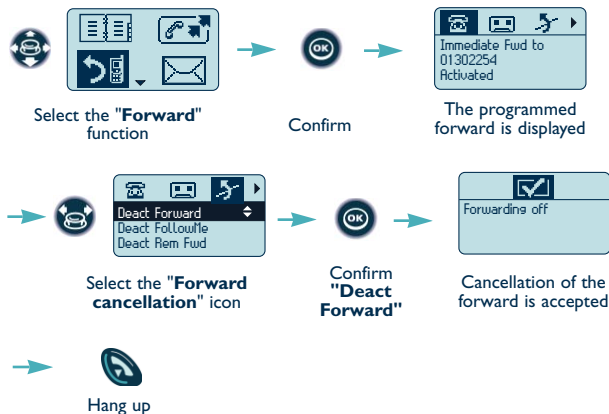 OK
Immediate Fwd to
01302254
Activated
Select the "Forward"
function
Confirm
The programmed
forward is displayed
Deact Forward
Deact FollowMe
Deact Rem Fwd
OK
Forwarding off
Select the "Forward
cancellation" icon
Confirm
"Deact
Forward"
Cancellation of the
forward is accepted
Hang up